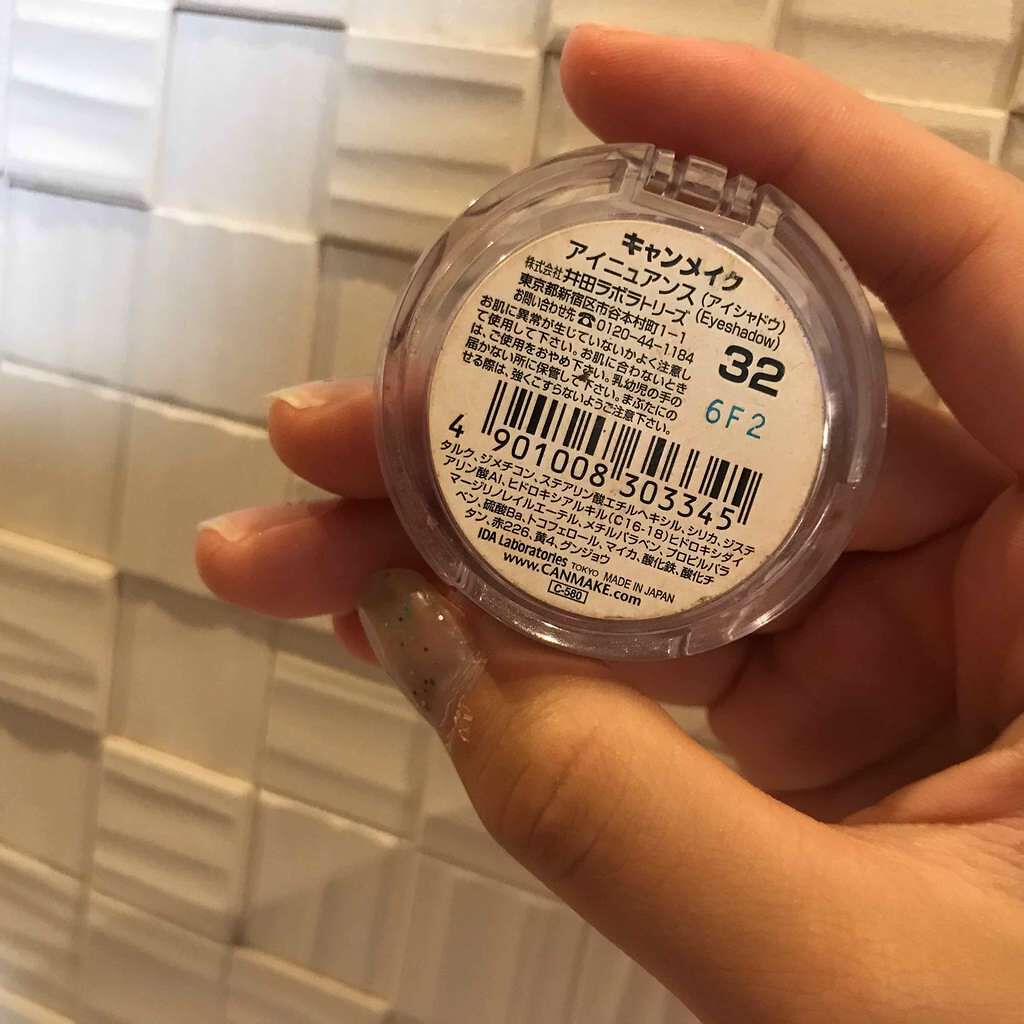 キャンメイク
アイニュアンス(アイシャドウ)
株式会社井田ラボラトリーズ(Eyeshadow)
東京都新宿区市谷本村町1-1
お問い合わせ先☎0120-44-1184
お肌に異常が生じていないかよく注意し
て使用して下さい。お肌に合わないとき
は、ご使用をおやめ下さい。乳幼児の手の
届かない所に保管して下さい。まぶたにの
せる際は、強くこすらないようご注意下さい。
32
6F2
4 901008 303345
タルク、ジメチコン、ステアリン酸エチルヘキシル、シリカ、ジステ
アリン酸Al、ヒドロキシアルキル(C16-18)ヒドロキシダイ
マージリノレイルエーテル、メチルパラベン、プロピルパラ
ベン、硫酸Ba、トコフェロール、マイカ、酸化鉄、酸化チ
タン、赤226、黄4、グンジョウ
IDA Laboratories TOKYO MADE IN JAPAN
www.CANMAKE.com
C-580